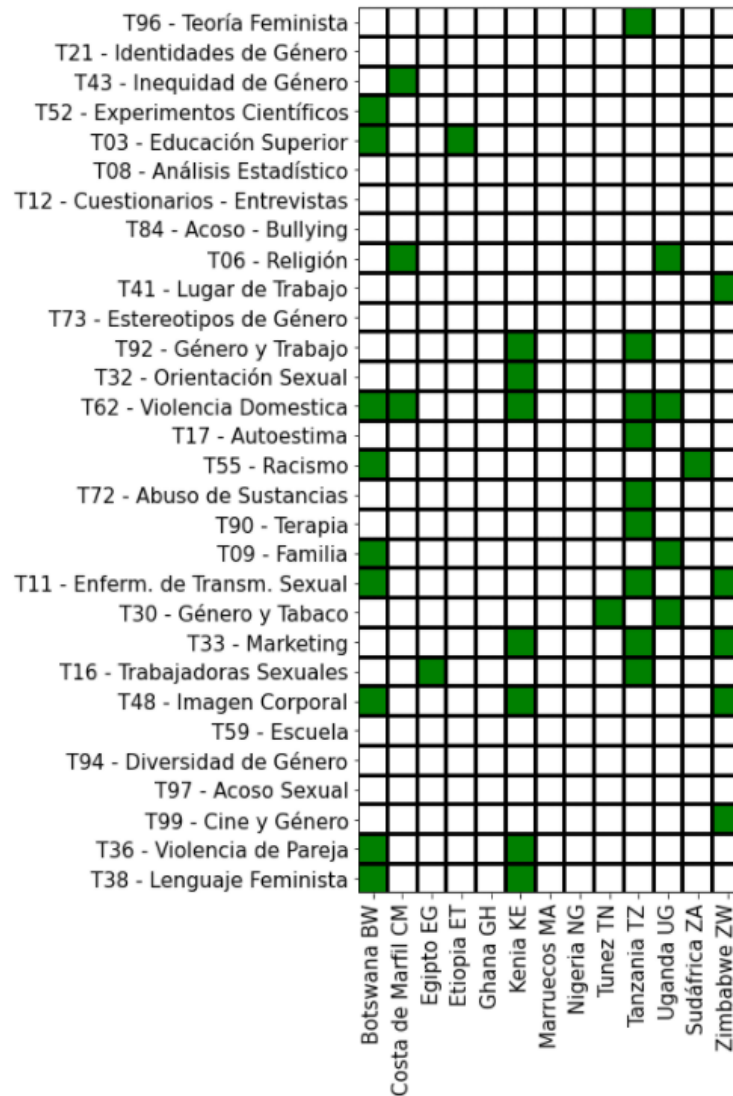 T96 - Teoría Feminista
T21 - Identidades de Género
T43 - Inequidad de Género
T52 - Experimentos Científicos
T03 - Educación Superior
T08 - Análisis Estadístico
T12 - Cuestionarios - Entrevistas
T84 - Acoso - Bullying
T06 - Religión
T41 - Lugar de Trabajo
T73 - Estereotipos de Género
T92 - Género y Trabajo
T32 - Orientación Sexual
T62 - Violencia Domestica
T17 - Autoestima
T55 - Racismo
T72 - Abuso de Sustancias
T90 - Terapia
T09 - Familia
T11 - Enferm. de Transm. Sexual
T30 - Género y Tabaco
T33 - Marketing
T16 - Trabajadoras Sexuales
T48 - Imagen Corporal
T59 - Escuela
T94 - Diversidad de Género
T97 - Acoso Sexual
T99 - Cine y Género
T36 - Violencia de Pareja
T38 - Lenguaje Feminista
Botswana BW
Costa de Marfil CM
Egipto EG
Etiopia ET
Ghana GH
Kenia KE
Marruecos MA
Nigeria NG
Tunez TN
Tanzania TZ
Uganda UG
Sudáfrica ZA
Zimbabwe ZW